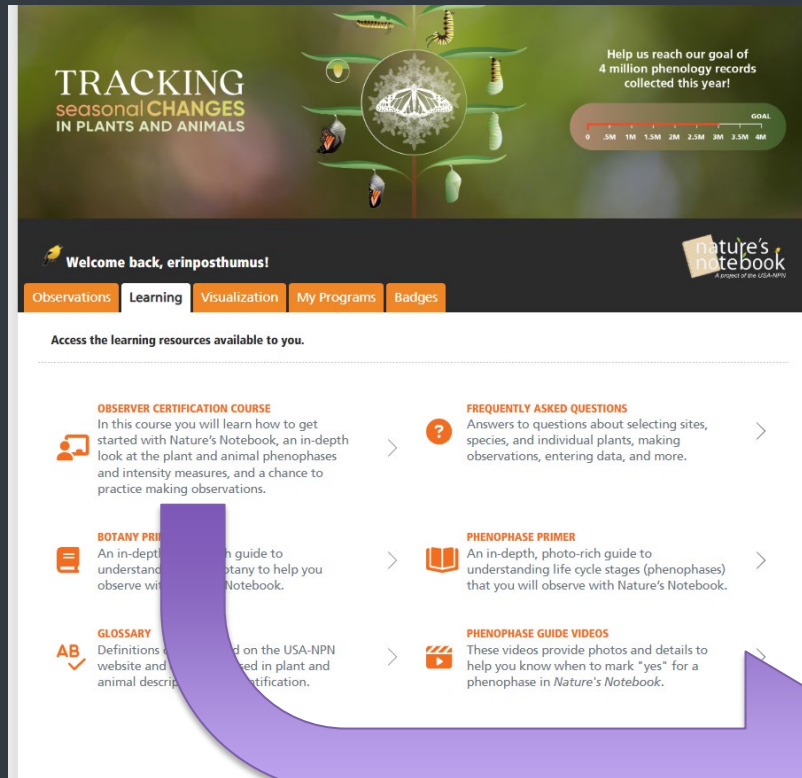 TRACKING
seasonal CHANGES
IN PLANTS AND ANIMALS
Help us reach our goal of
4 million phenology records
collected this year!
GOAL
0 .5M 1M 1.5M 2M 2.5M 3M 3.5M 4M
Welcome back, erinposthumus!
nature's
notebook
A project of the USA-NPN
Observations Learning Visualization My Programs Badges
Access the learning resources available to you.
OBSERVER CERTIFICATION COURSE
In this course you will learn how to get
started with Nature's Notebook, an in-depth
look at the plant and animal phenophases
and intensity measures, and a chance to
practice making observations.
FREQUENTLY ASKED QUESTIONS
?
Answers to questions about selecting sites,
species, and individual plants, making
observations, entering data, and more.
BOTANY
An in-depth guide to
to help you
observe Notebook.
PHENOPHASE PRIMER
An in-depth, photo-rich guide to
understanding life cycle stages (phenophases)
that you will observe with Nature's Notebook.
GLOSSARY
AB
Definitions on the USA-NPN
website and in plant and
animal
PHENOPHASE GUIDE VIDEOS
These videos provide photos and details to
help you know when to mark "yes" for a
phenophase in Nature's Notebook.